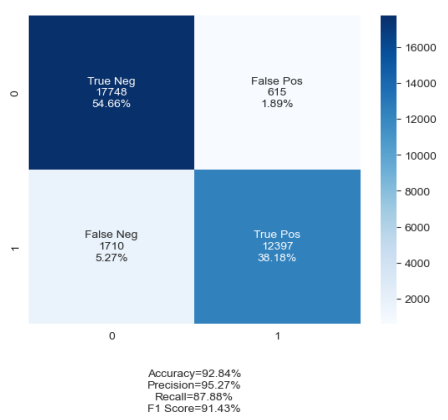 True Neg
17748
54.66%
False Pos
615
1.89%
False Neg
1710
5.27%
True Pos
12397
38.18%
0
1
0
1
16000
14000
12000
10000
8000
6000
4000
2000
Accuracy=92.84%
Precision=95.27%
Recall=87.88%
F1 Score=91.43%